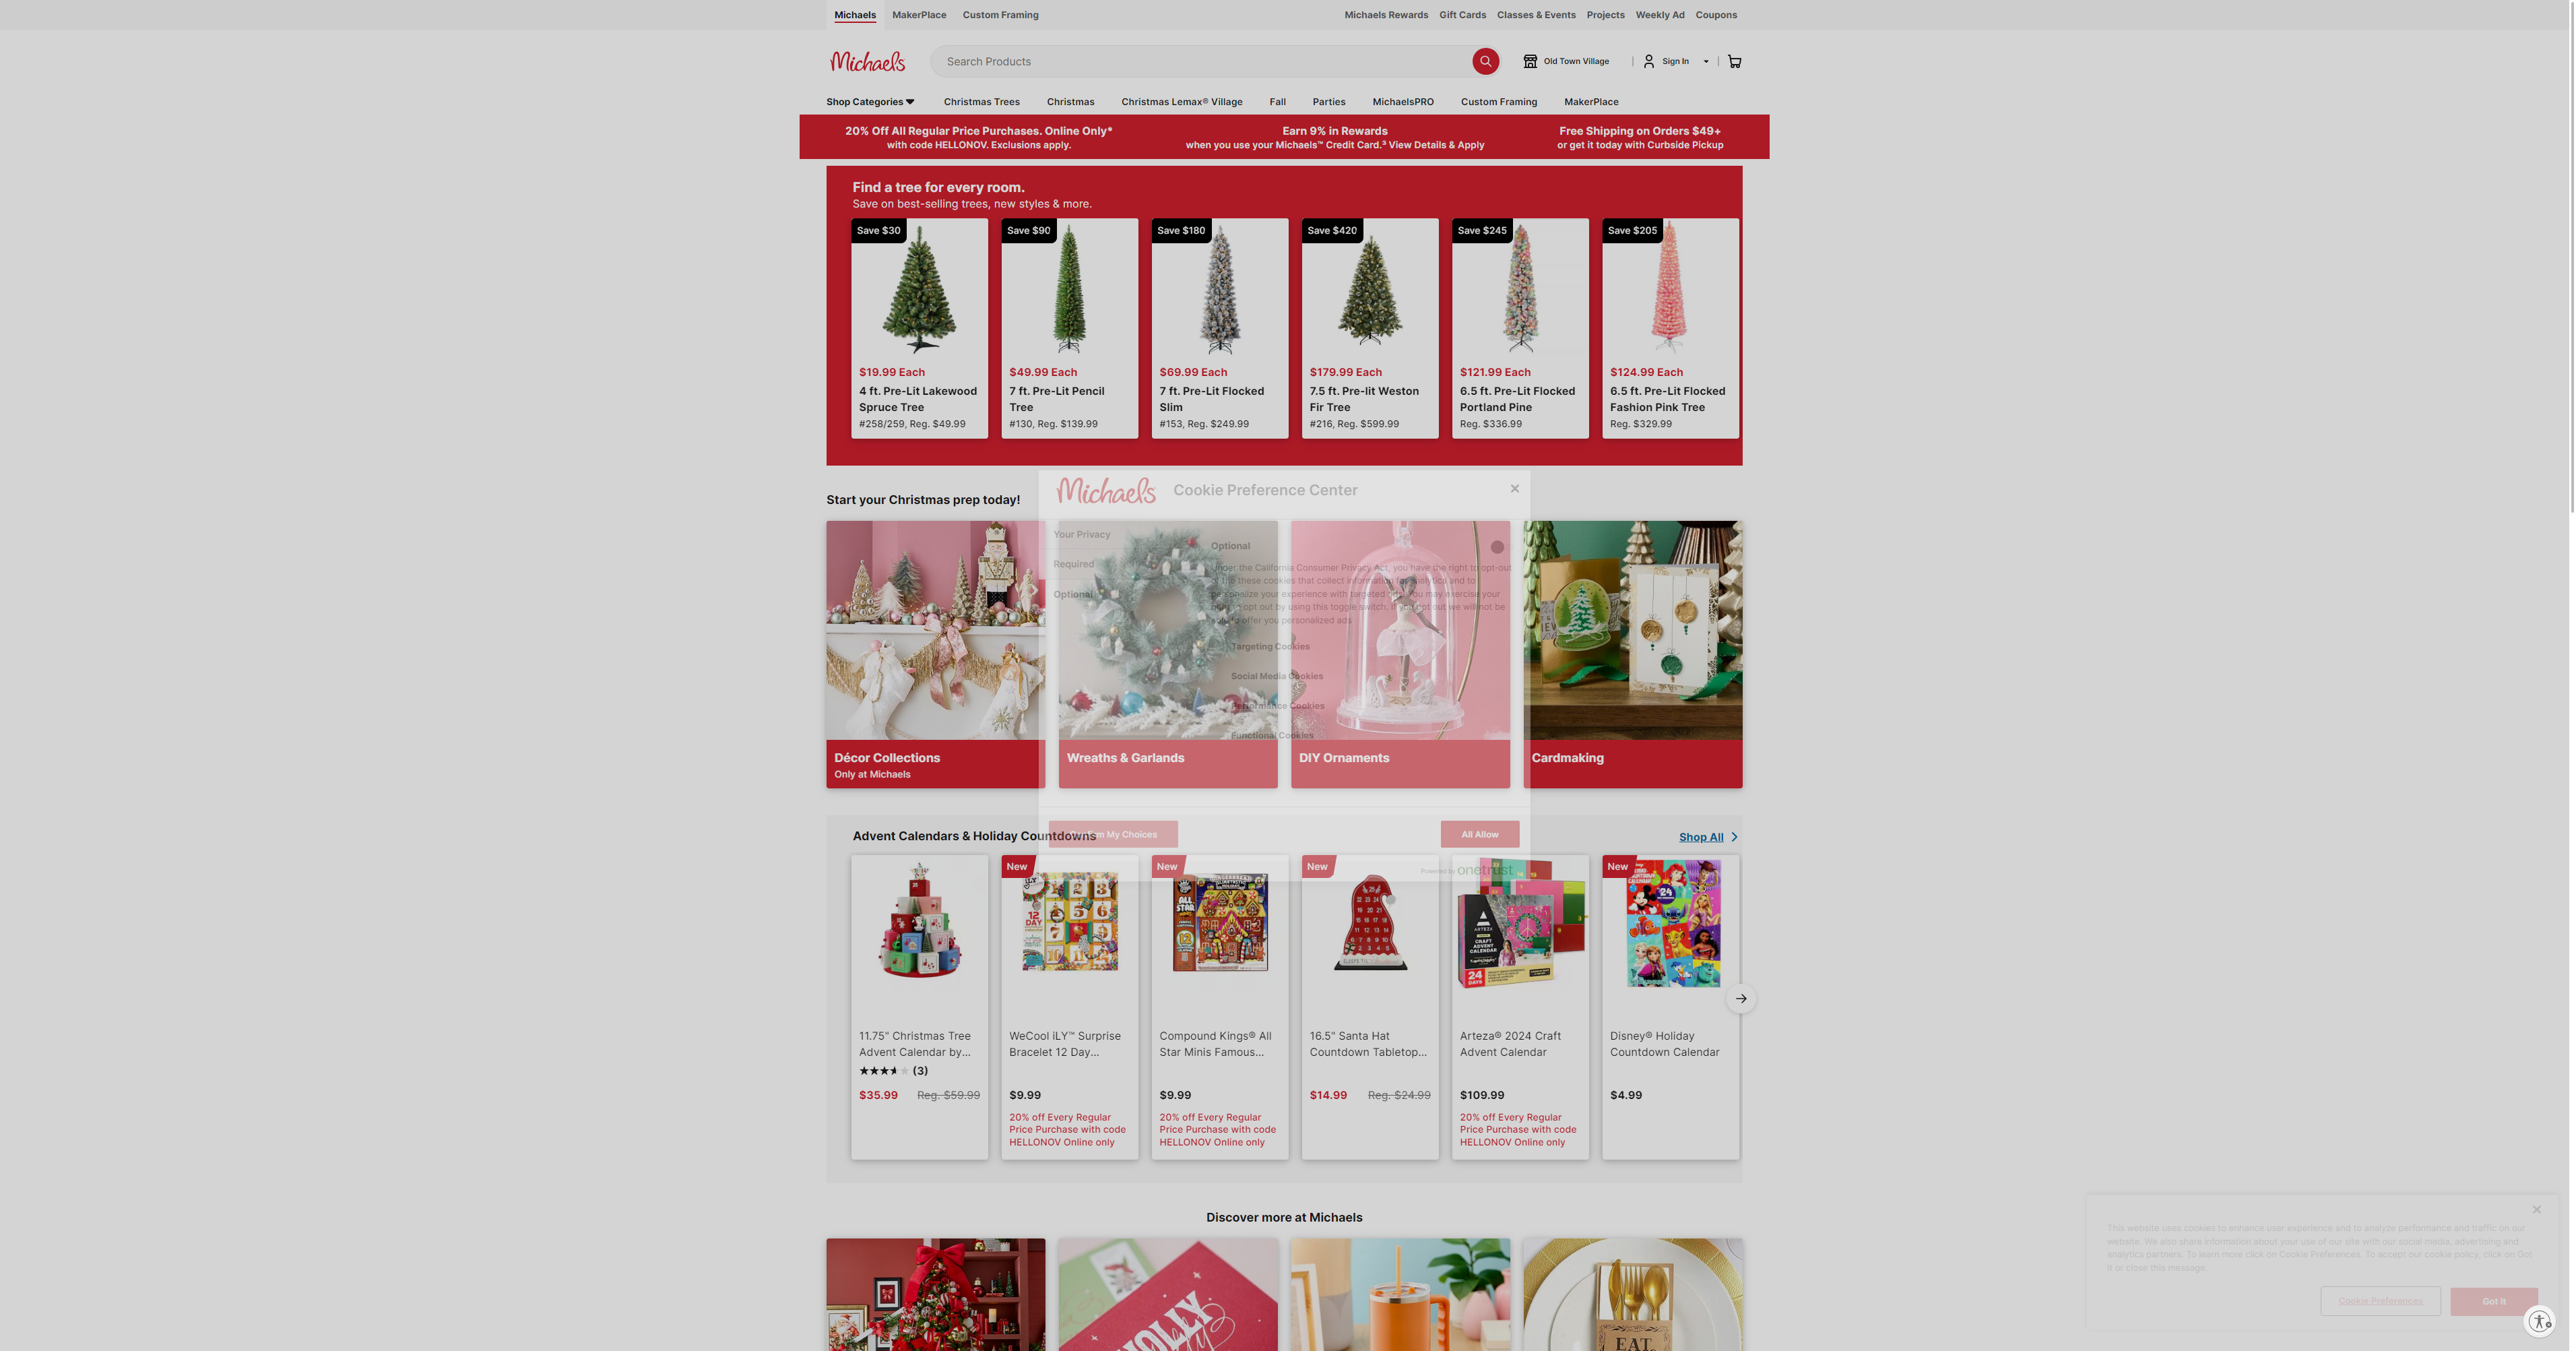 Michaels MakerPlace Custom Framing Michaels Rewards Gift Cards Classes & Events Projects Weekly Ad Coupons
Michaels Search Products Old Town Village | Sign In |
Shop Categories Christmas Trees Christmas Christmas Lemax® Village Fall Parties MichaelsPRO Custom Framing MakerPlace
20% Off All Regular Price Purchases. Online Only*
with code HELLONOV. Exclusions apply.
Earn 9% in Rewards
when you use your Michaels™ Credit Card.³ View Details & Apply
Free Shipping on Orders $49+
or get it today with Curbside Pickup
Find a tree for every room.
Save on best-selling trees, new styles & more.
Save $30
$19.99 Each
4 ft. Pre-Lit Lakewood
Spruce Tree
#258/259, Reg. $49.99
Save $90
$49.99 Each
7 ft. Pre-Lit Pencil
Tree
#130, Reg. $139.99
Save $180
$69.99 Each
7 ft. Pre-Lit Flocked
Slim
#153, Reg. $249.99
Save $420
$179.99 Each
7.5 ft. Pre-lit Weston
Fir Tree
#216, Reg. $599.99
Save $245
$121.99 Each
6.5 ft. Pre-Lit Flocked
Portland Pine
Reg. $336.99
Save $205
$124.99 Each
6.5 ft. Pre-Lit Flocked
Fashion Pink Tree
Reg. $329.99
Start your Christmas prep today!
Décor Collections
Only at Michaels
Wreaths & Garlands
DIY Ornaments
Cardmaking
Michaels Cookie Preference Center
Your Privacy
Required
Optional
Optional
Under the California Consumer Privacy Act, you have the right to opt-out
of the these cookies that collect information for analytics and to
personalize your experience with targeted ads. You may exercise your
right to opt out by using this toggle switch. If you opt out we will not be
able to offer you personalized ads
Targeting Cookies
Social Media Cookies
Performance Cookies
Functional Cookies
Confirm My Choices
All Allow
Powered by onetrust
Advent Calendars & Holiday Countdowns
Shop All
11.75" Christmas Tree
Advent Calendar by...
(3)
$35.99 Reg. $59.99
New
WeCool iLY™ Surprise
Bracelet 12 Day...
$9.99
20% off Every Regular
Price Purchase with code
HELLONOV Online only
New
Compound Kings® All
Star Minis Famous...
$9.99
20% off Every Regular
Price Purchase with code
HELLONOV Online only
New
16.5" Santa Hat
Countdown Tabletop...
$14.99 Reg. $24.99
ARTEZA
CRAFT
ADVENT
CALENDAR
24
DAYS
Arteza® 2024 Craft
Advent Calendar
$109.99
20% off Every Regular
Price Purchase with code
HELLONOV Online only
New
Disney® Holiday
Countdown Calendar
$4.99
Discover more at Michaels
HOLLY
EAT
This website uses cookies to enhance user experience and to analyze performance and traffic on our
website. We also share information about your use of our site with our social media, advertising and
analytics partners. To learn more click on Cookie Preferences. To accept our cookie policy, click on Got
It or close this message.
Cookie Preferences
Got It